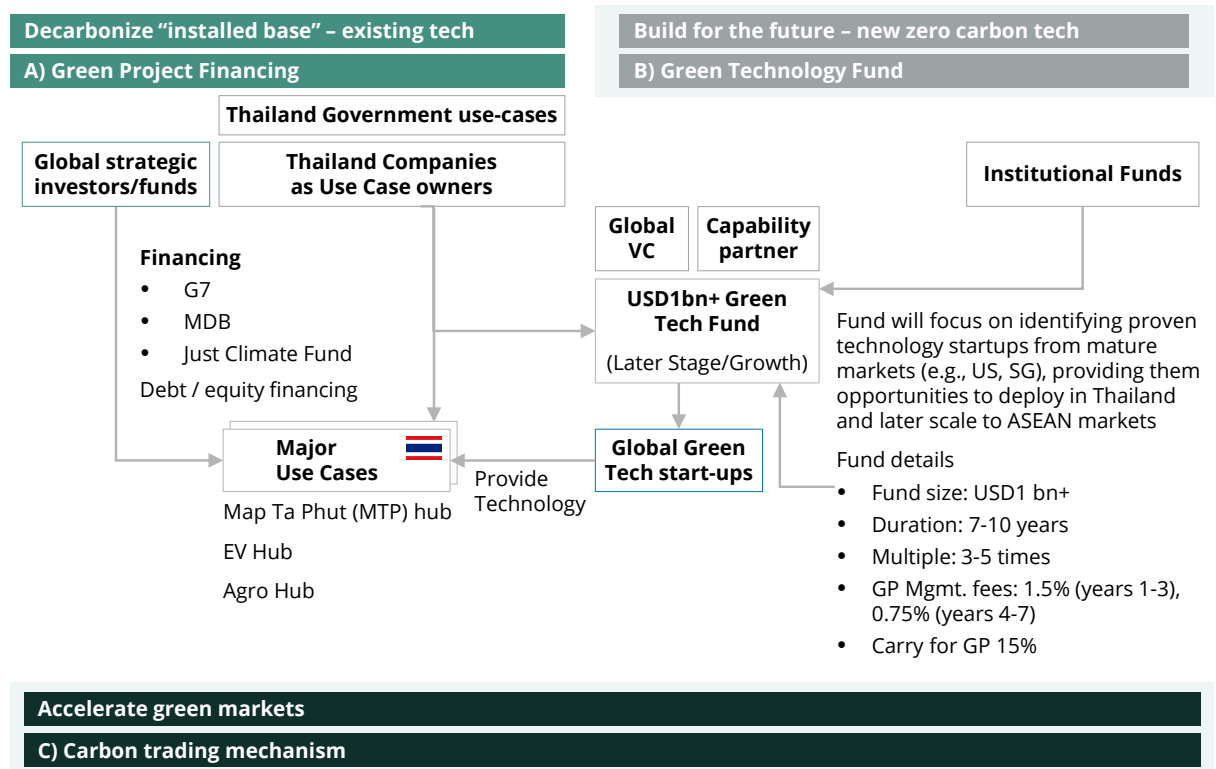 Decarbonize “installed base” – existing tech
A) Green Project Financing
Build for the future – new zero carbon tech
B) Green Technology Fund
Thailand Government use-cases
Global strategic
investors/funds
Thailand Companies
as Use Case owners
Institutional Funds
Global
VC
Capability
partner
Financing
• G7
• MDB
• Just Climate Fund
Debt / equity financing
USD1bn+ Green
Tech Fund
(Later Stage/Growth)
Fund will focus on identifying proven
technology startups from mature
markets (e.g., US, SG), providing them
opportunities to deploy in Thailand
and later scale to ASEAN markets
Major
Use Cases
Provide
Technology
Global Green
Tech start-ups
Map Ta Phut (MTP) hub
EV Hub
Agro Hub
Fund details
• Fund size: USD1 bn+
• Duration: 7-10 years
• Multiple: 3-5 times
• GP Mgmt. fees: 1.5% (years 1-3),
0.75% (years 4-7)
• Carry for GP 15%
Accelerate green markets
C) Carbon trading mechanism